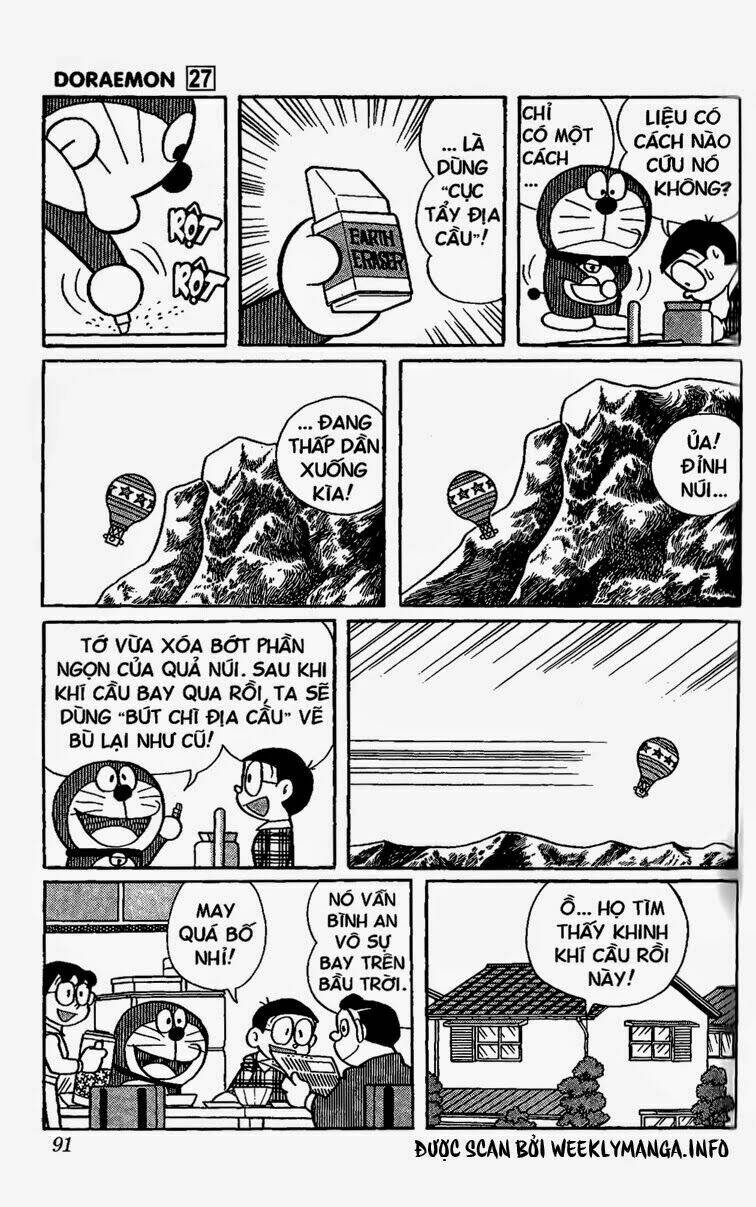 DORAEMON 27
LIỆU CÓ
CÁCH NÀO
CỨU NÓ
KHÔNG?
CHỈ
CÓ MỘT
CÁCH
...
... LÀ
DÙNG
"CỤC
TẨY ĐỊA
CẦU"!
EARTH
ERASER
RỘT
RỘT
ỦA!
ĐỈNH
NÚI...
... ĐANG
THẤP DẦN
XUỐNG
KÌA!
TỚ VỪA XÓA BỚT PHẦN
NGỌN CỦA QUẢ NÚI. SAU KHI
KHÍ CẦU BAY QUA RỒI, TA SẼ
DÙNG "BÚT CHÌ ĐỊA CẦU" VẼ
BÙ LẠI NHƯ CŨ!
Ồ... HỌ TÌM
THẤY KHINH
KHÍ CẦU RỒI
NÀY!
NÓ VẪN
BÌNH AN
VÔ SỰ
BAY TRÊN
BẦU TRỜI.
MAY
QUÁ BỐ
NHỈ!
91
ĐƯỢC SCAN BỞI WEEKLYMANGA.INFO